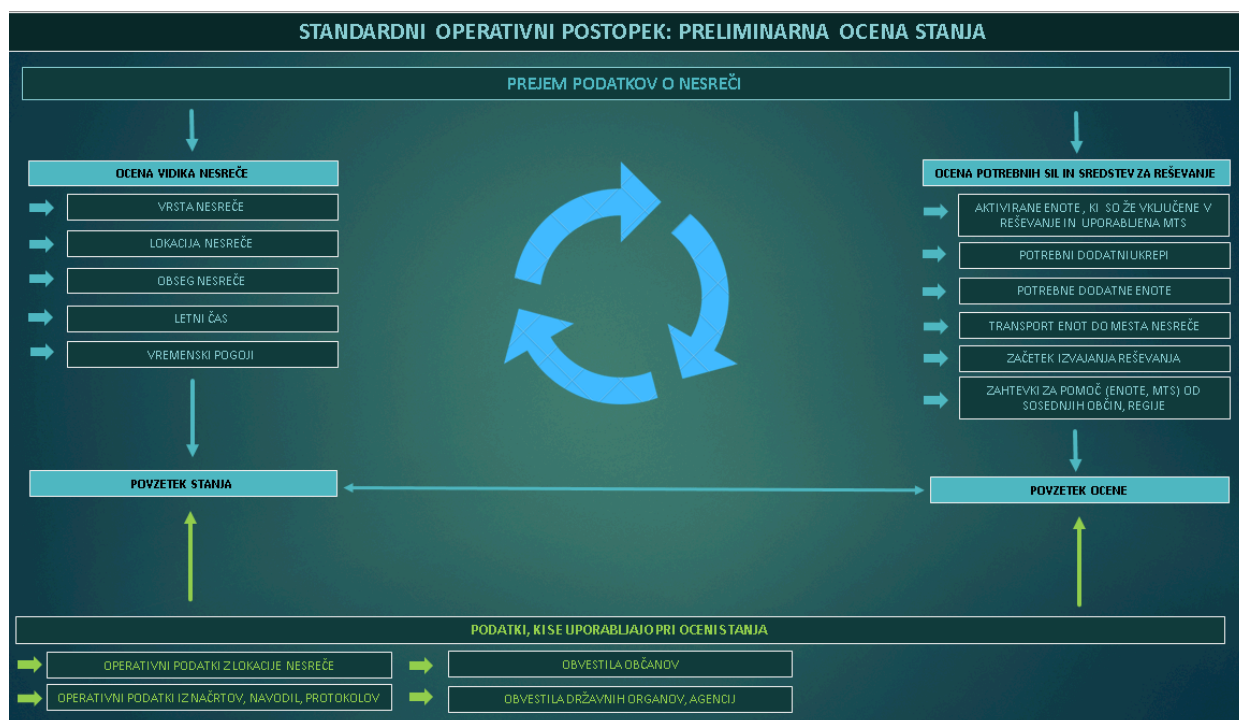 STANDARDNI OPERATIVNI POSTOPEK: PRELIMINARNA OCENA STANJA
PREJEM PODATKOV O NESREČI
OCENA VIDIKA NESREČE
VRSTA NESREČE
LOKACIJA NESREČE
OBSEG NESREČE
LETNI ČAS
VREMENSKI POGOJI
POVZETEK STANJA
OCENA POTREBNIH SIL IN SREDSTEV ZA REŠEVANJE
AKTIVIRANE ENOTE, KI SO ŽE VKLJUČENE V
REŠEVANJE IN UPORABLJENA MTS
POTREBNI DODATNI UKREPI
POTREBNE DODATNE ENOTE
TRANSPORT ENOT DO MESTA NESREČE
ZAČETEK IZVAJANJA REŠEVANJA
ZAHTEVKI ZA POMOČ (ENOTE, MTS) OD
SOSEDNJIH OBČIN, REGIJE
POVZETEK OCENE
PODATKI, KI SE UPORABLJAJO PRI OCENI STANJA
OPERATIVNI PODATKI Z LOKACIJE NESREČE
OBVESTILA OBČANOV
OPERATIVNI PODATKI IZ NAČRTOV, NAVODIL, PROTOKOLOV
OBVESTILA DRŽAVNIH ORGANOV, AGENCIJ